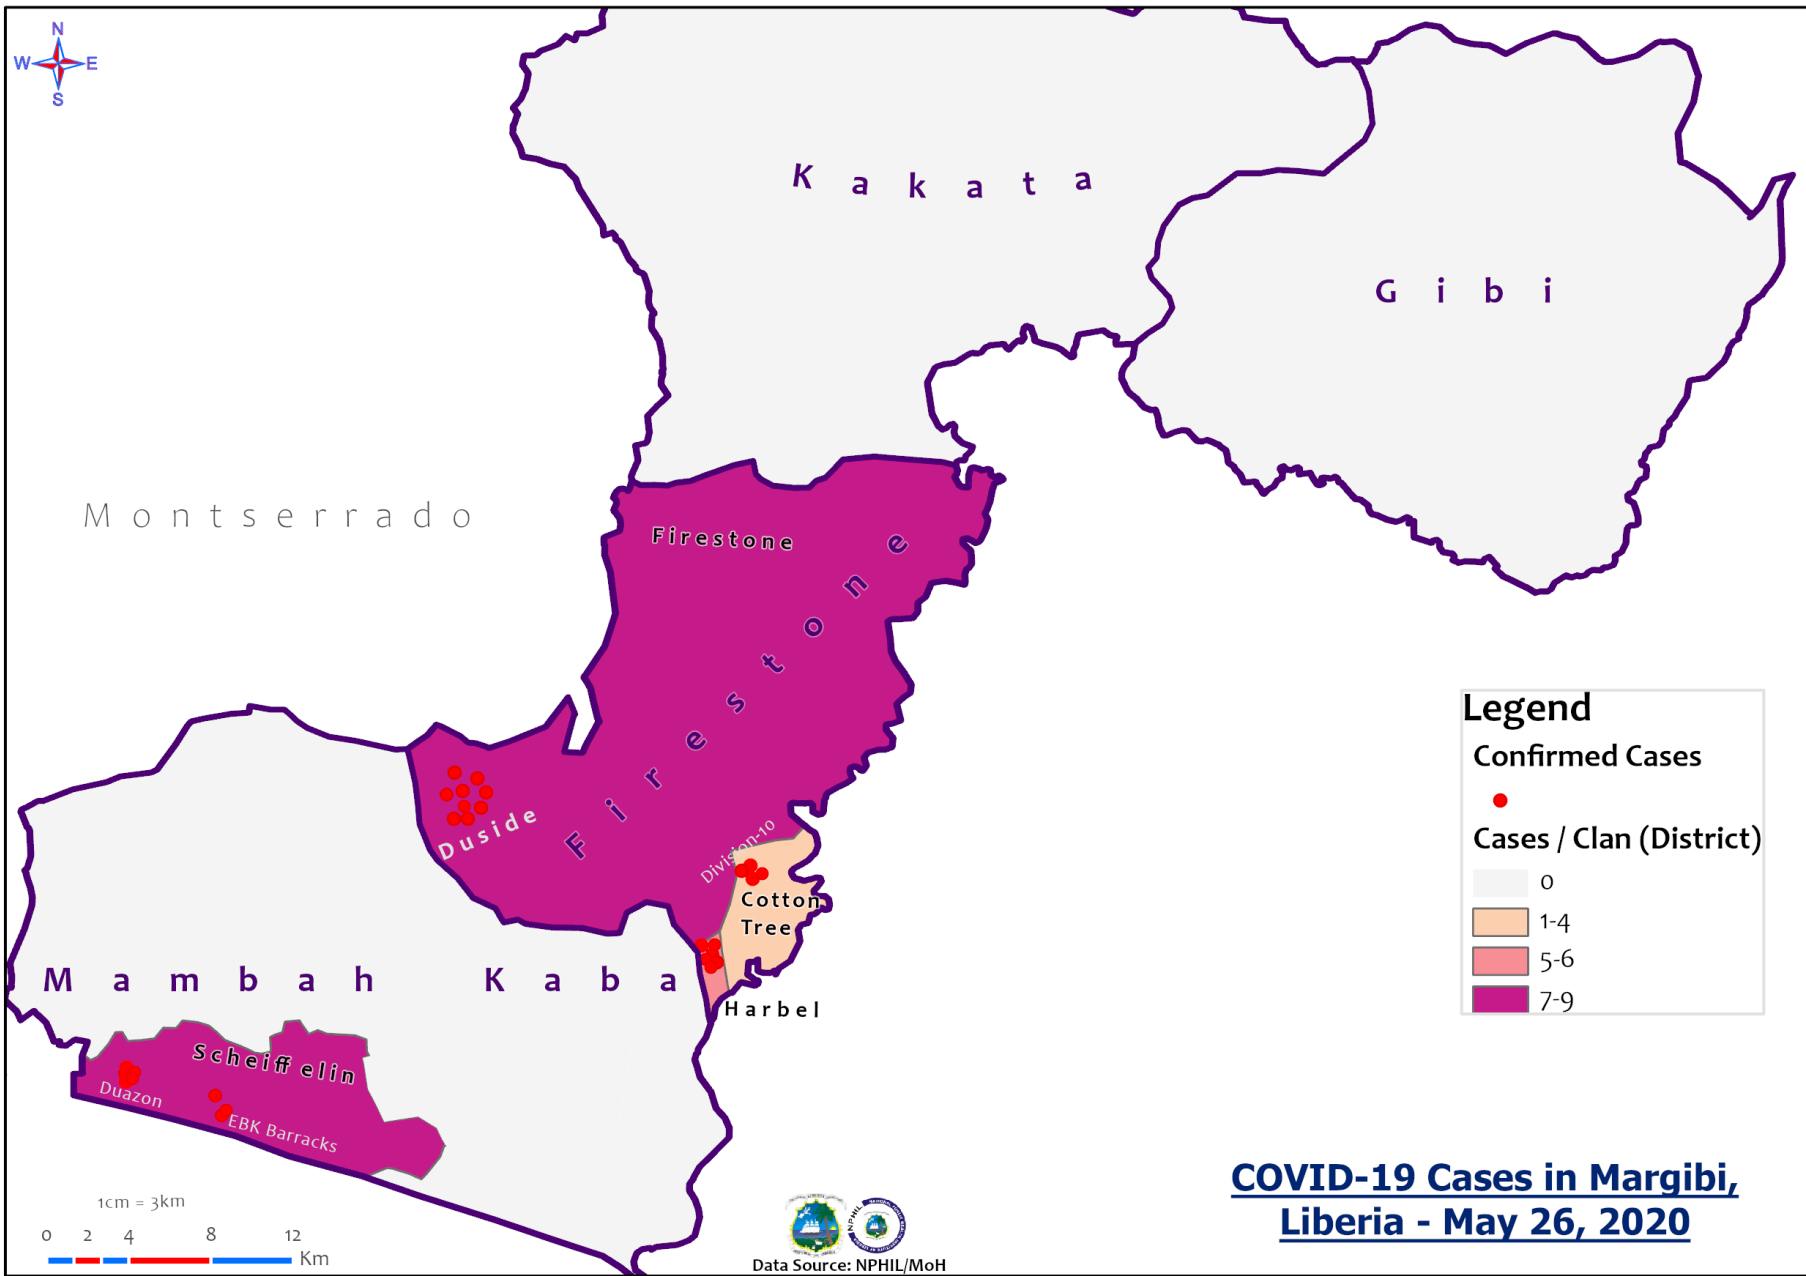 N
W E
S
Kakata
Gibi
Montserrado
Firestone
Firestone
Duside
Division-10
Cotton
Tree
Harbel
Mambah Kaba
Scheiffelin
Duazon
EBK Barracks
Legend
Confirmed Cases
Cases / Clan (District)
0
1-4
5-6
7-9
1cm = 3km
0 2 4 8 12
Km
NPHIL
Data Source: NPHIL/MoH
COVID-19 Cases in Margibi,
Liberia - May 26, 2020